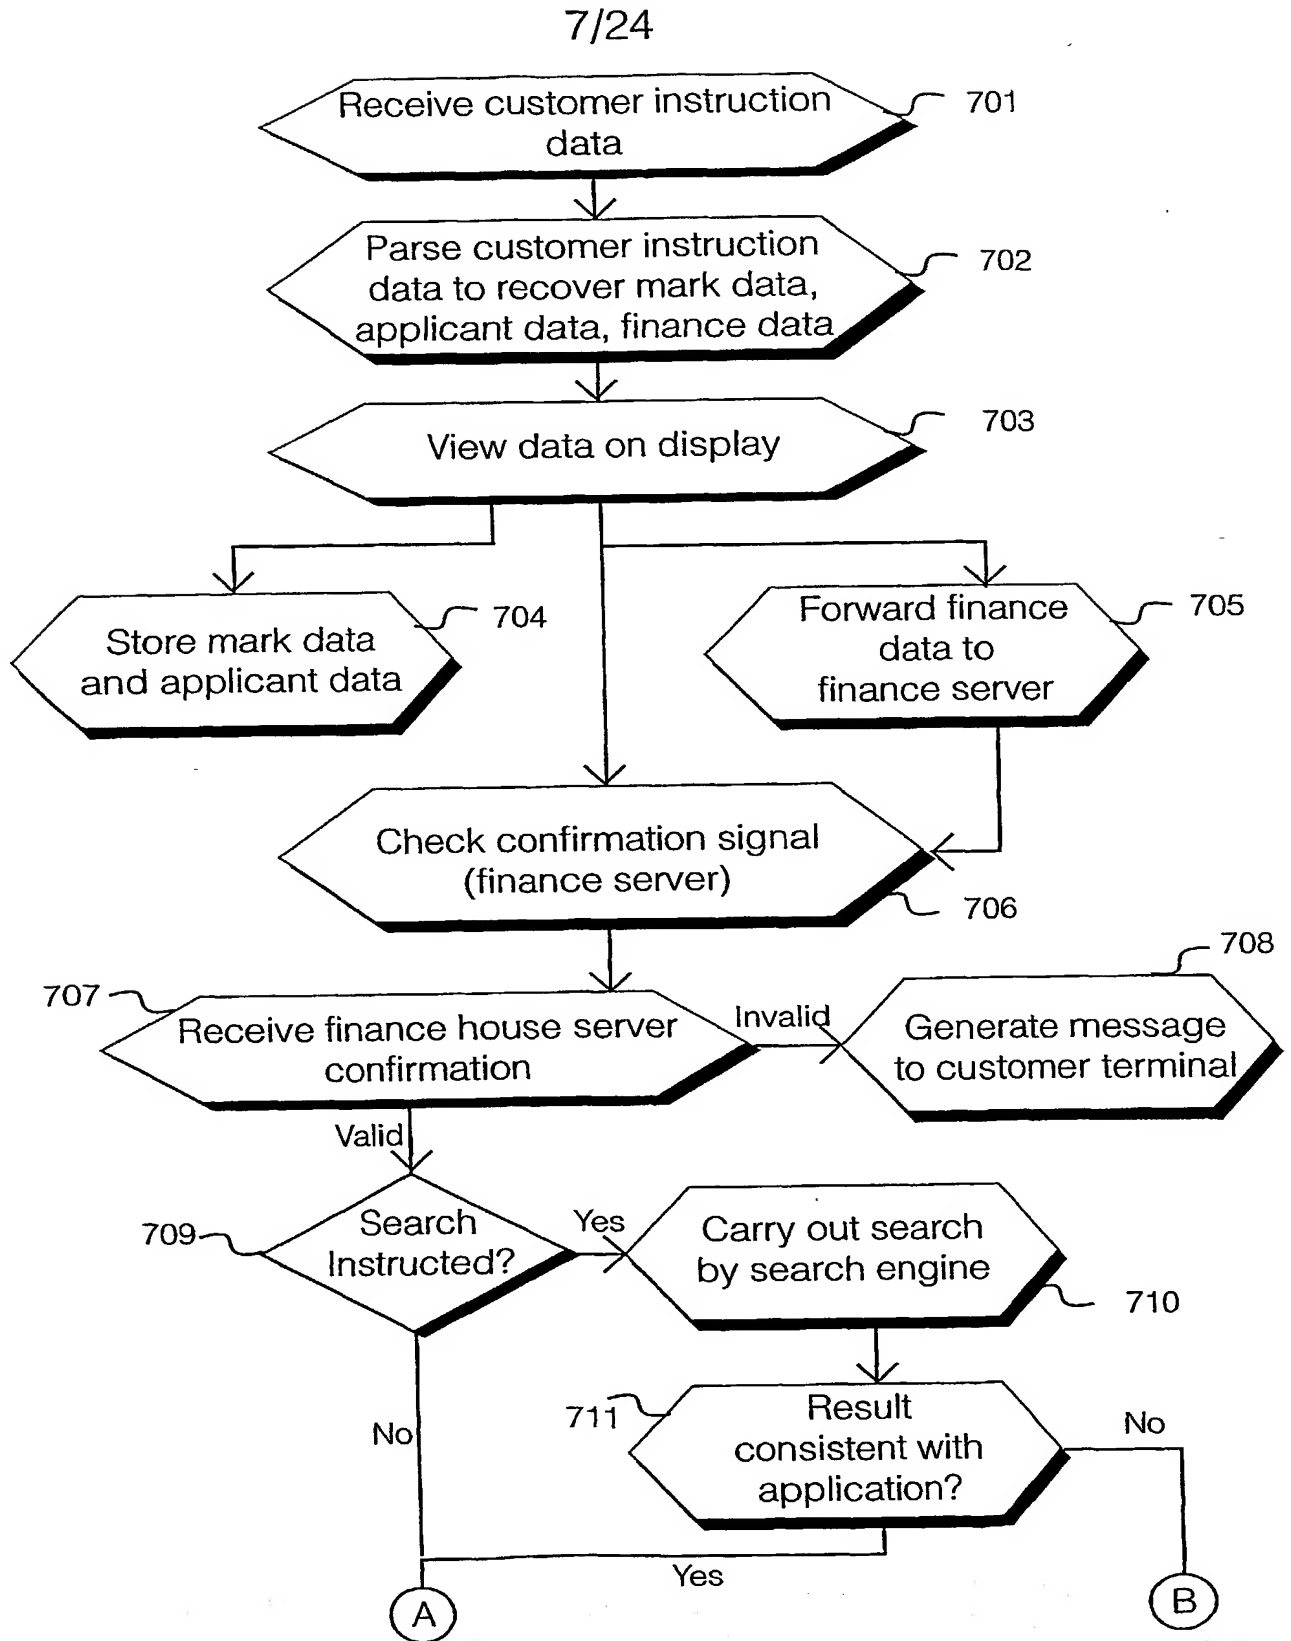 7/24
Receive customer instruction
data
701
Parse customer instruction
data to recover mark data,
applicant data, finance data
702
View data on display
703
Store mark data
and applicant data
704
Forward finance
data to
finance server
705
Check confirmation signal
(finance server)
706
707
Receive finance house server
confirmation
Invalid
708
Generate message
to customer terminal
Valid
709
Search
Instructed?
Yes
Carry out search
by search engine
710
No
711
Result
consistent with
application?
No
Yes
A
B